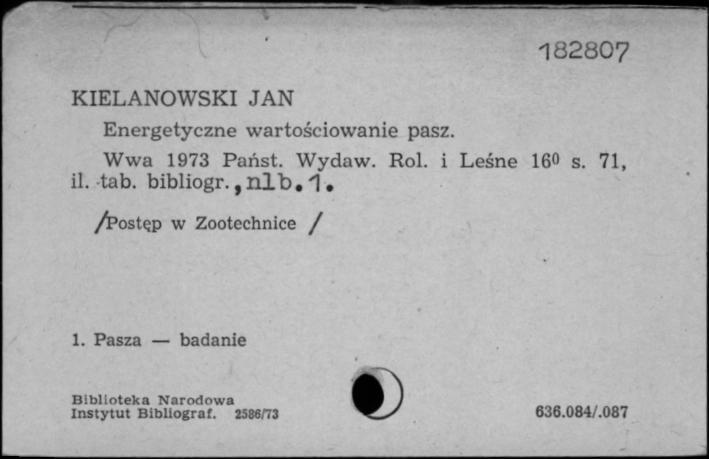 182807
KIELANOWSKI JAN
Energetyczne wartościowanie pasz.
Wwa 1973 Państ. Wydaw. Rol. i Leśne 16⁰ s. 71,
il. tab. bibliogr., nlb. 1.
/Postęp w Zootechnice /
1. Pasza — badanie
Biblioteka Narodowa
Instytut Bibliograf. 2586/73
636.084/.087